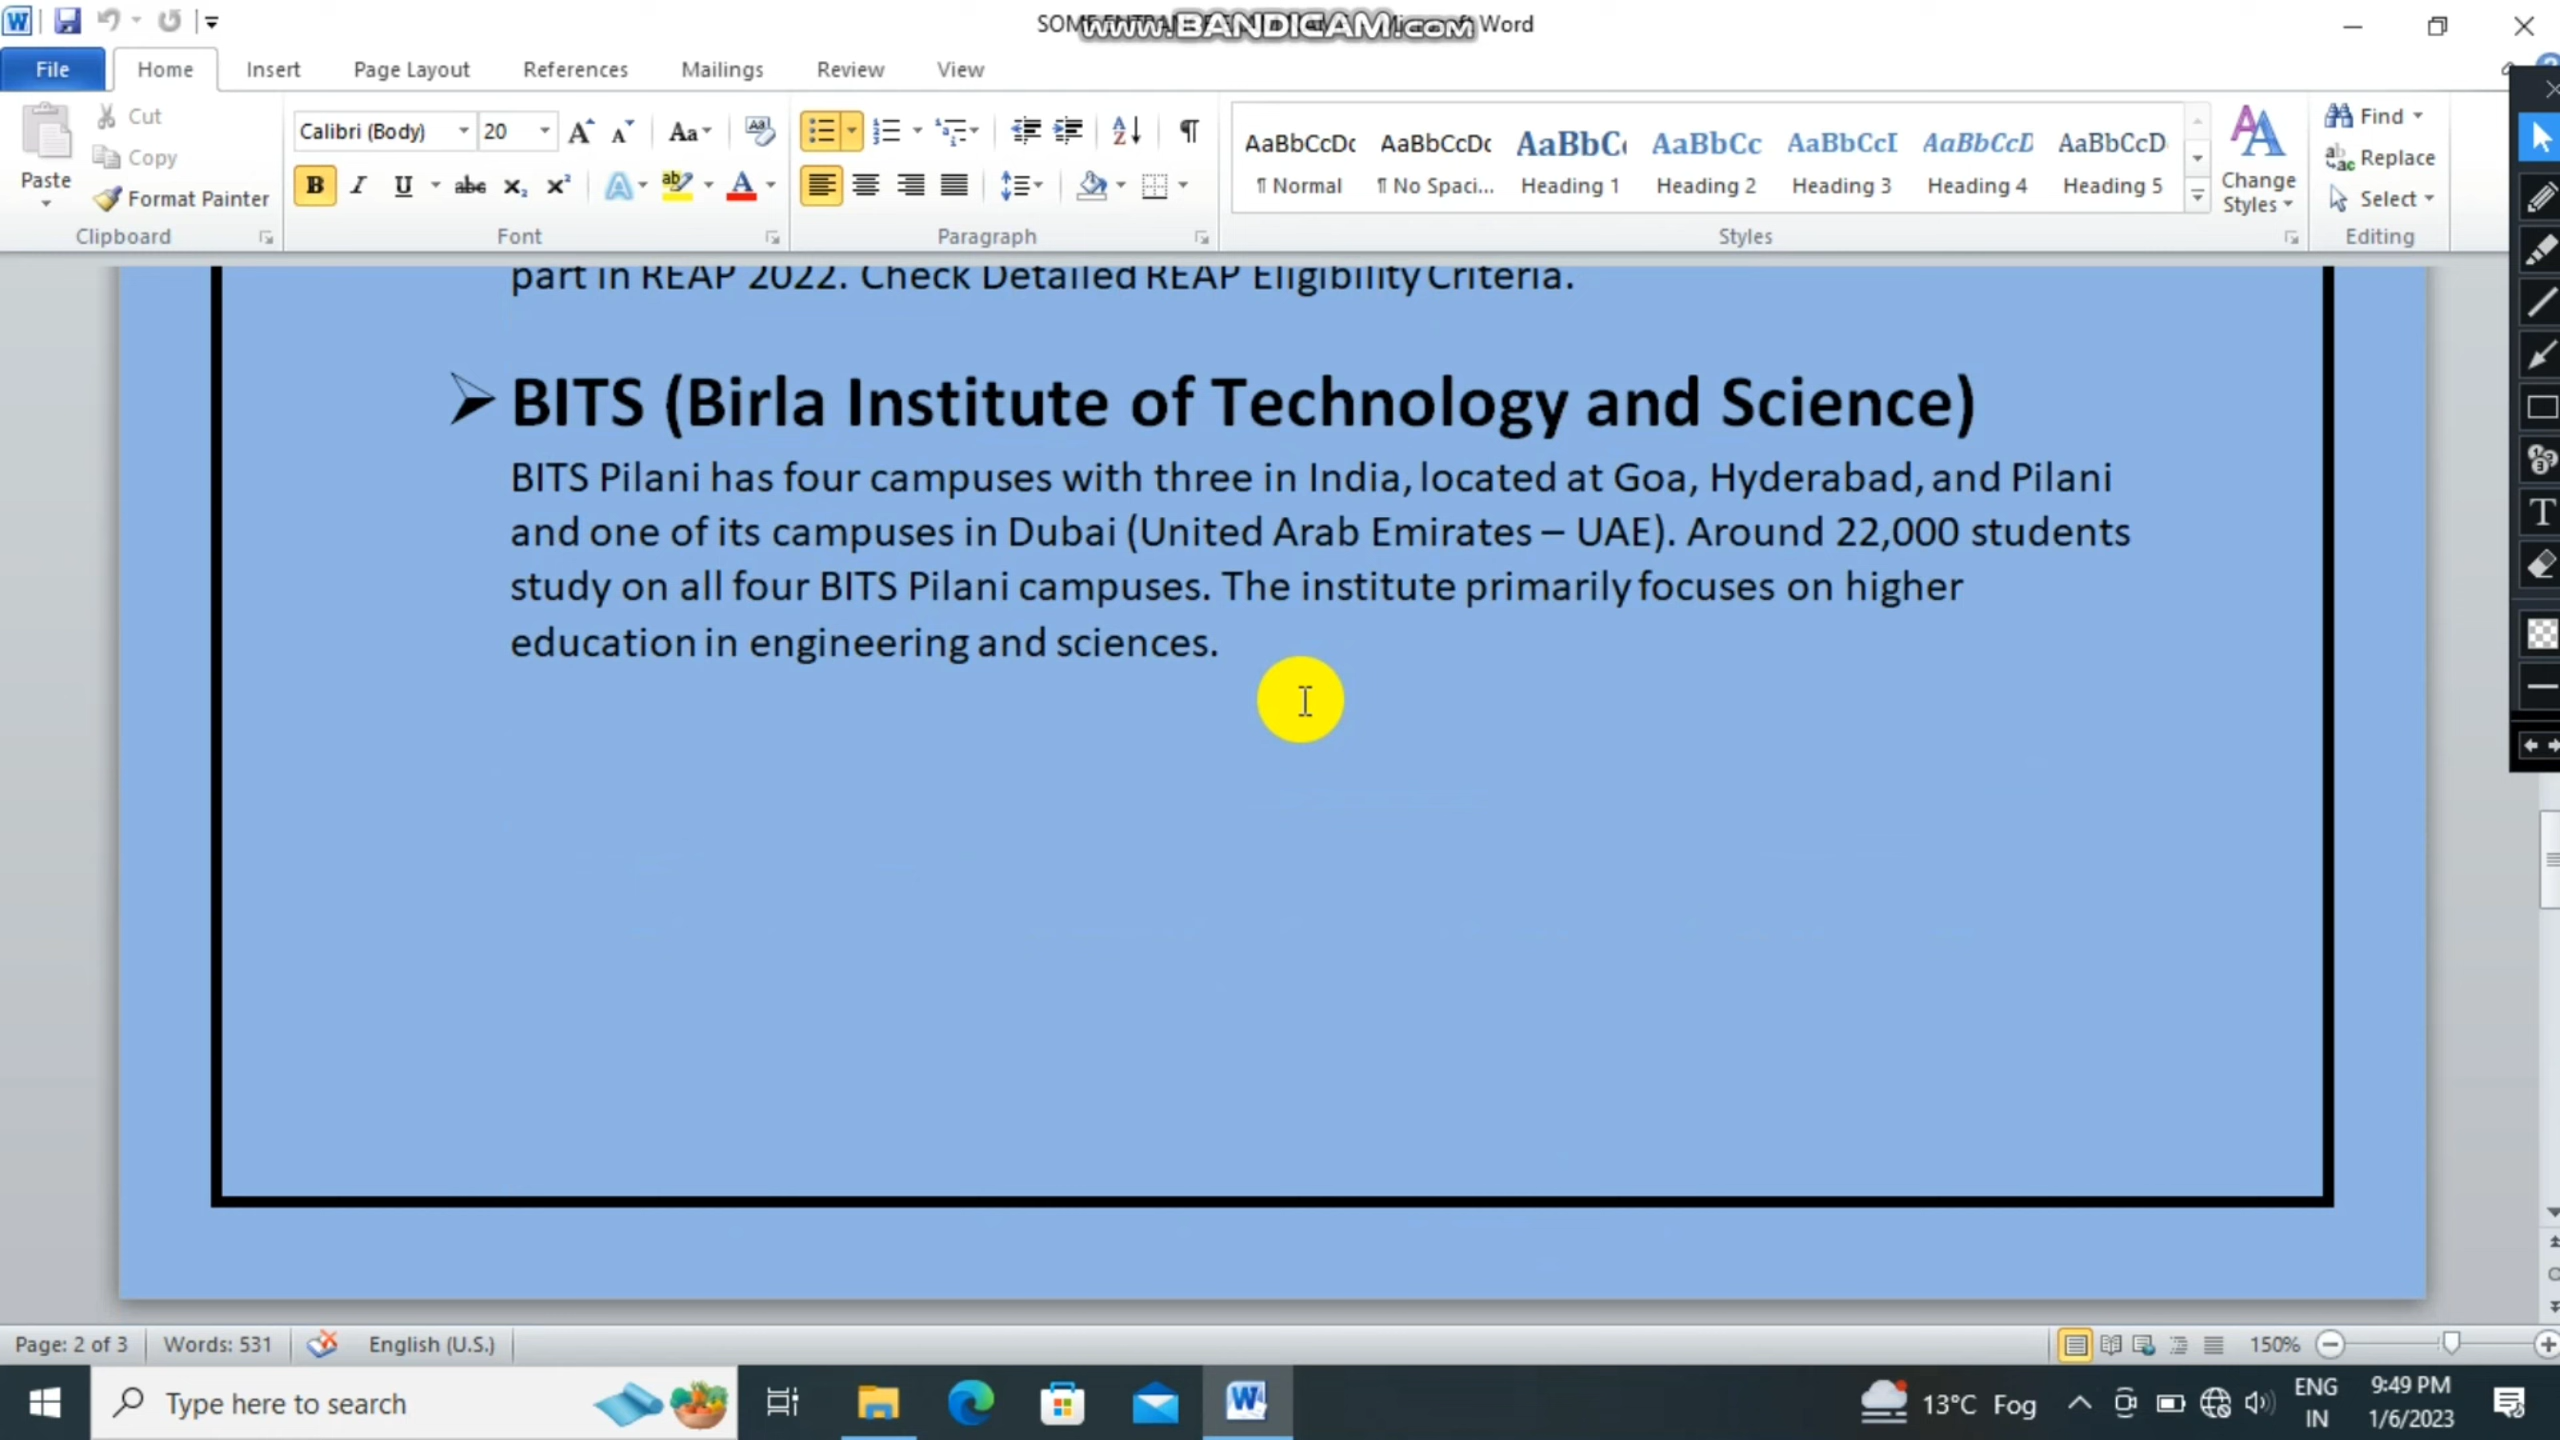 SOME ENTRAN Microsoft Word
www.BANDICAM.com
File Home Insert Page Layout References Mailings Review View
Paste
Cut
Copy
Format Painter
Clipboard
Calibri (Body) 20
Font
Paragraph
AaBbCcDc AaBbCcDc AaBbC AaBbCc AaBbCcI AaBbCcD AaBbCcD
¶ Normal ¶ No Spaci... Heading 1 Heading 2 Heading 3 Heading 4 Heading 5
Styles
Change Styles
Find
Replace
Select
Editing
part in REAP 2022. Check Detailed REAP Eligibility Criteria.
➢ BITS (Birla Institute of Technology and Science)
BITS Pilani has four campuses with three in India, located at Goa, Hyderabad, and Pilani
and one of its campuses in Dubai (United Arab Emirates – UAE). Around 22,000 students
study on all four BITS Pilani campuses. The institute primarily focuses on higher
education in engineering and sciences.
Page: 2 of 3 Words: 531 English (U.S.) 150%
Type here to search
13°C Fog
ENG
IN
9:49 PM
1/6/2023